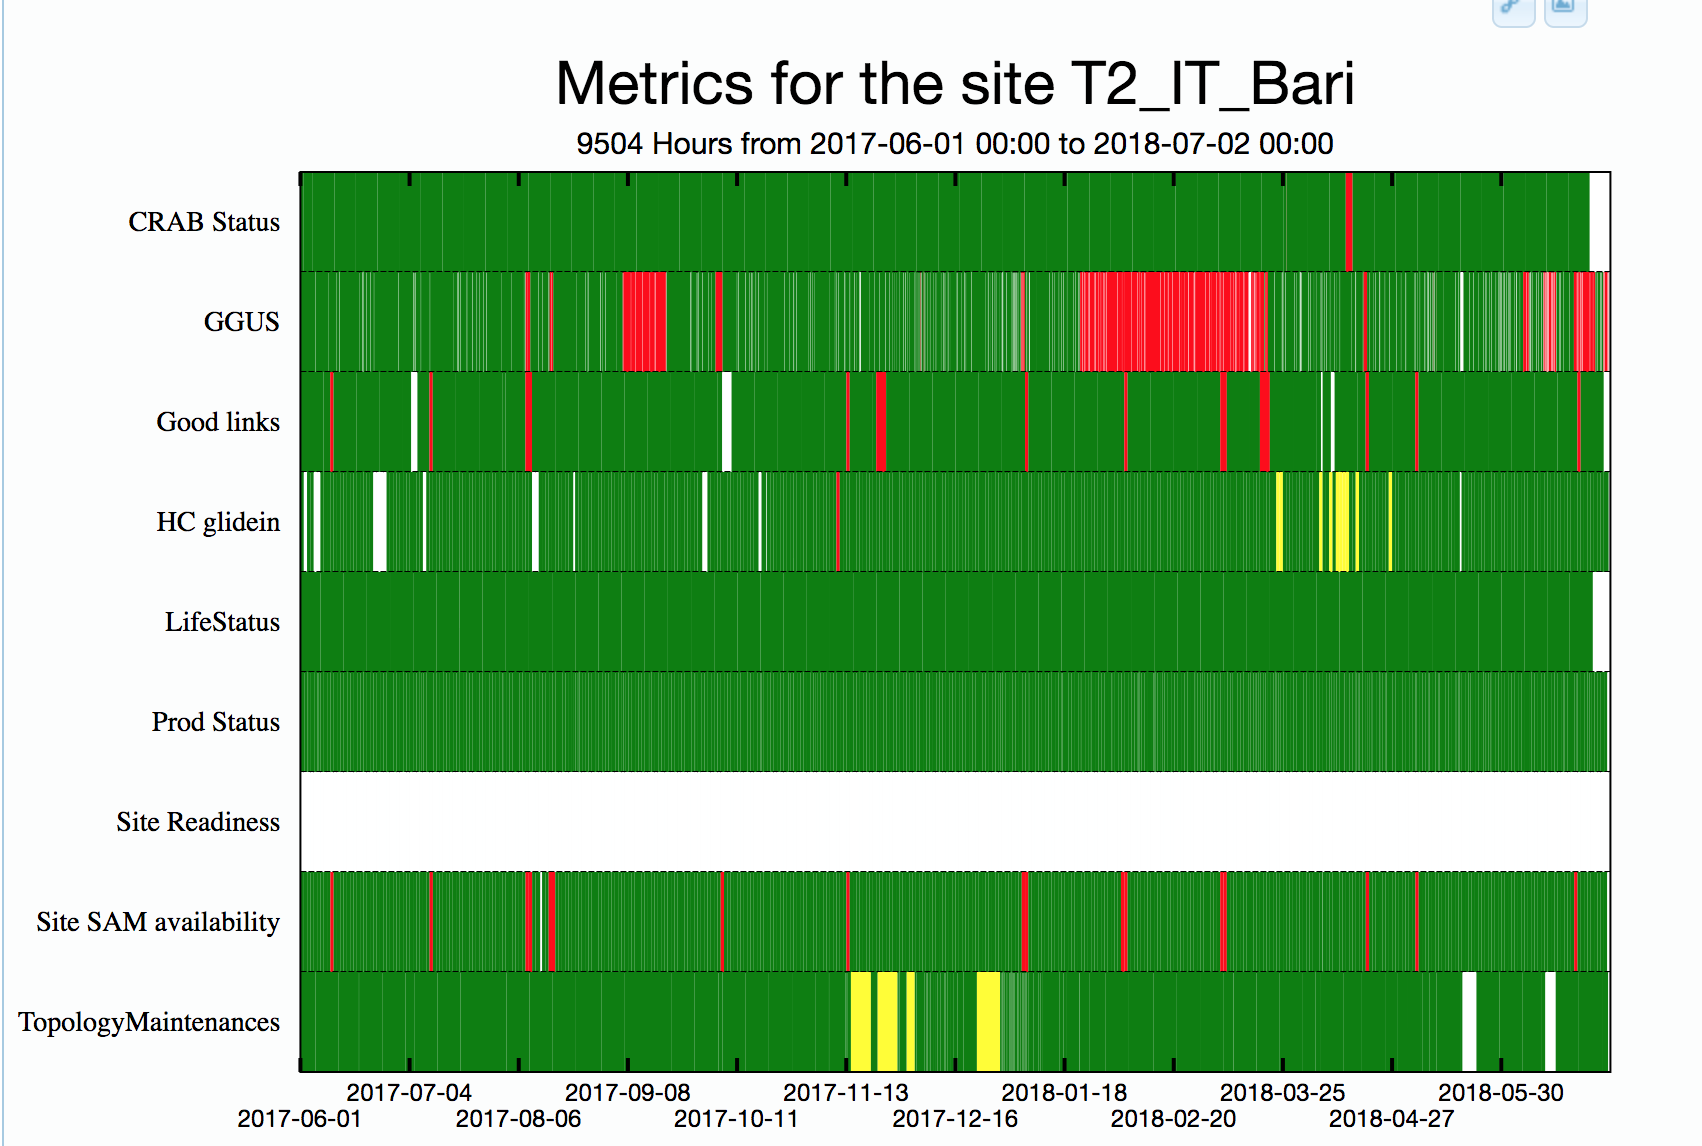 Metrics for the site T2_IT_Bari
9504 Hours from 2017-06-01 00:00 to 2018-07-02 00:00
CRAB Status
GGUS
Good links
HC glidein
LifeStatus
Prod Status
Site Readiness
Site SAM availability
TopologyMaintenances
2017-07-04 2017-09-08 2017-11-13 2018-01-18 2018-03-25 2018-05-30
2017-06-01 2017-08-06 2017-10-11 2017-12-16 2018-02-20 2018-04-27